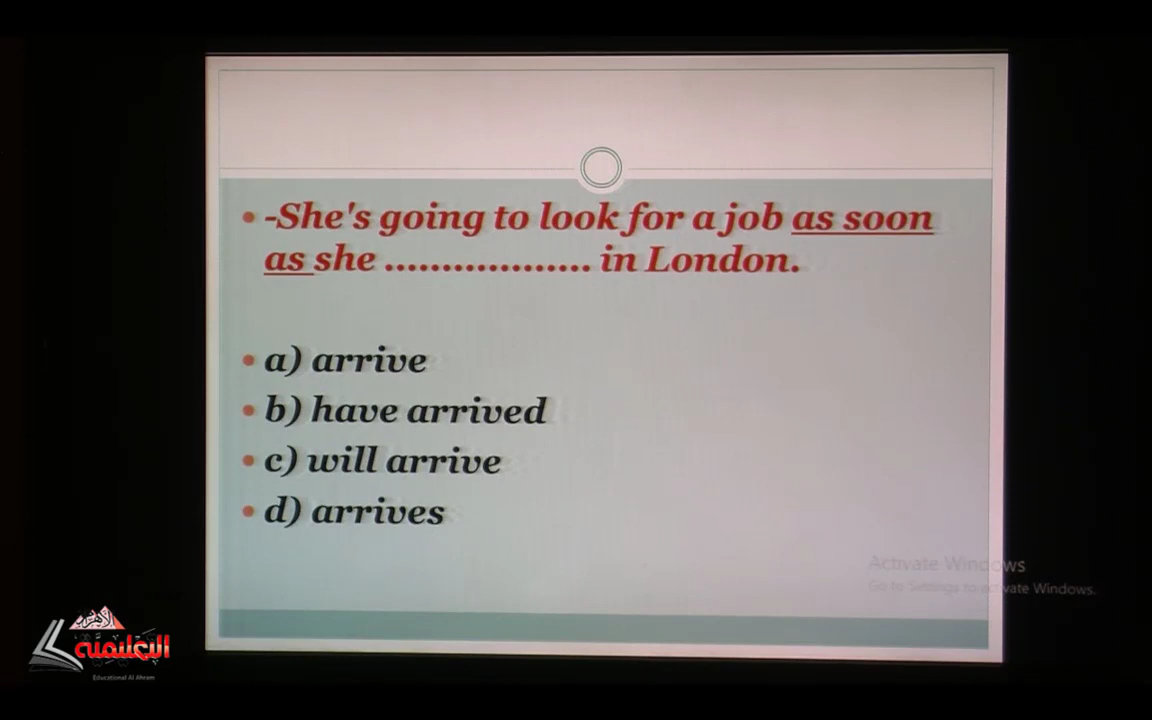 -She's going to look for a job as soon
as she .................. in London.
a) arrive
b) have arrived
c) will arrive
d) arrives
Activate Windows
Go to Settings to activate Windows.
الأهرام
التعليمية
Educational Al Ahram